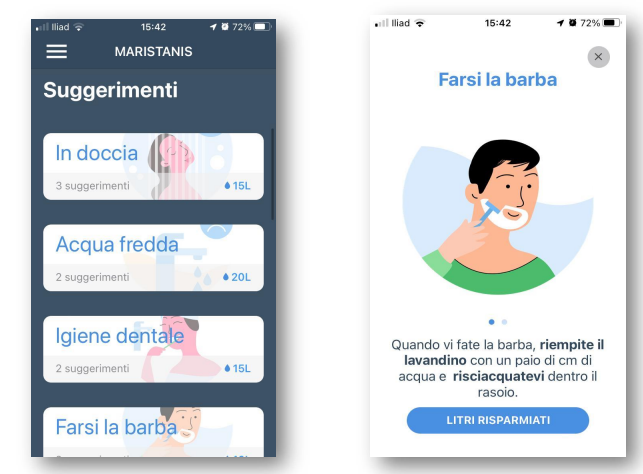 Iliad 15:42 72%
MARISTANIS
Suggerimenti
In doccia
3 suggerimenti 15L
Acqua fredda
2 suggerimenti 20L
Igiene dentale
2 suggerimenti 15L
Farsi la barba
Iliad 15:42 72%
Farsi la barba
Quando vi fate la barba, riempite il
lavandino con un paio di cm di
acqua e risciacquatevi dentro il
rasoio.
LITRI RISPARMIATI